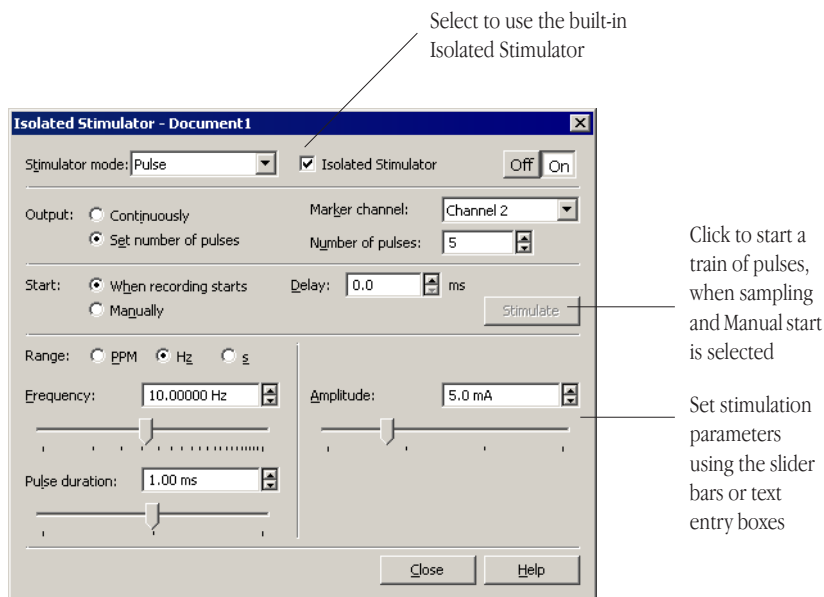 Select to use the built-in
Isolated Stimulator
Isolated Stimulator - Document1
Stimulator mode: Pulse Isolated Stimulator Off On
Output: Continuously Marker channel: Channel 2
Set number of pulses Number of pulses: 5
Start: When recording starts Delay: 0.0 ms
Manually Stimulate
Click to start a
train of pulses,
when sampling
and Manual start
is selected
Range: PPM Hz s
Frequency: 10.00000 Hz Amplitude: 5.0 mA
Pulse duration: 1.00 ms
Set stimulation
parameters
using the slider
bars or text
entry boxes
Close Help